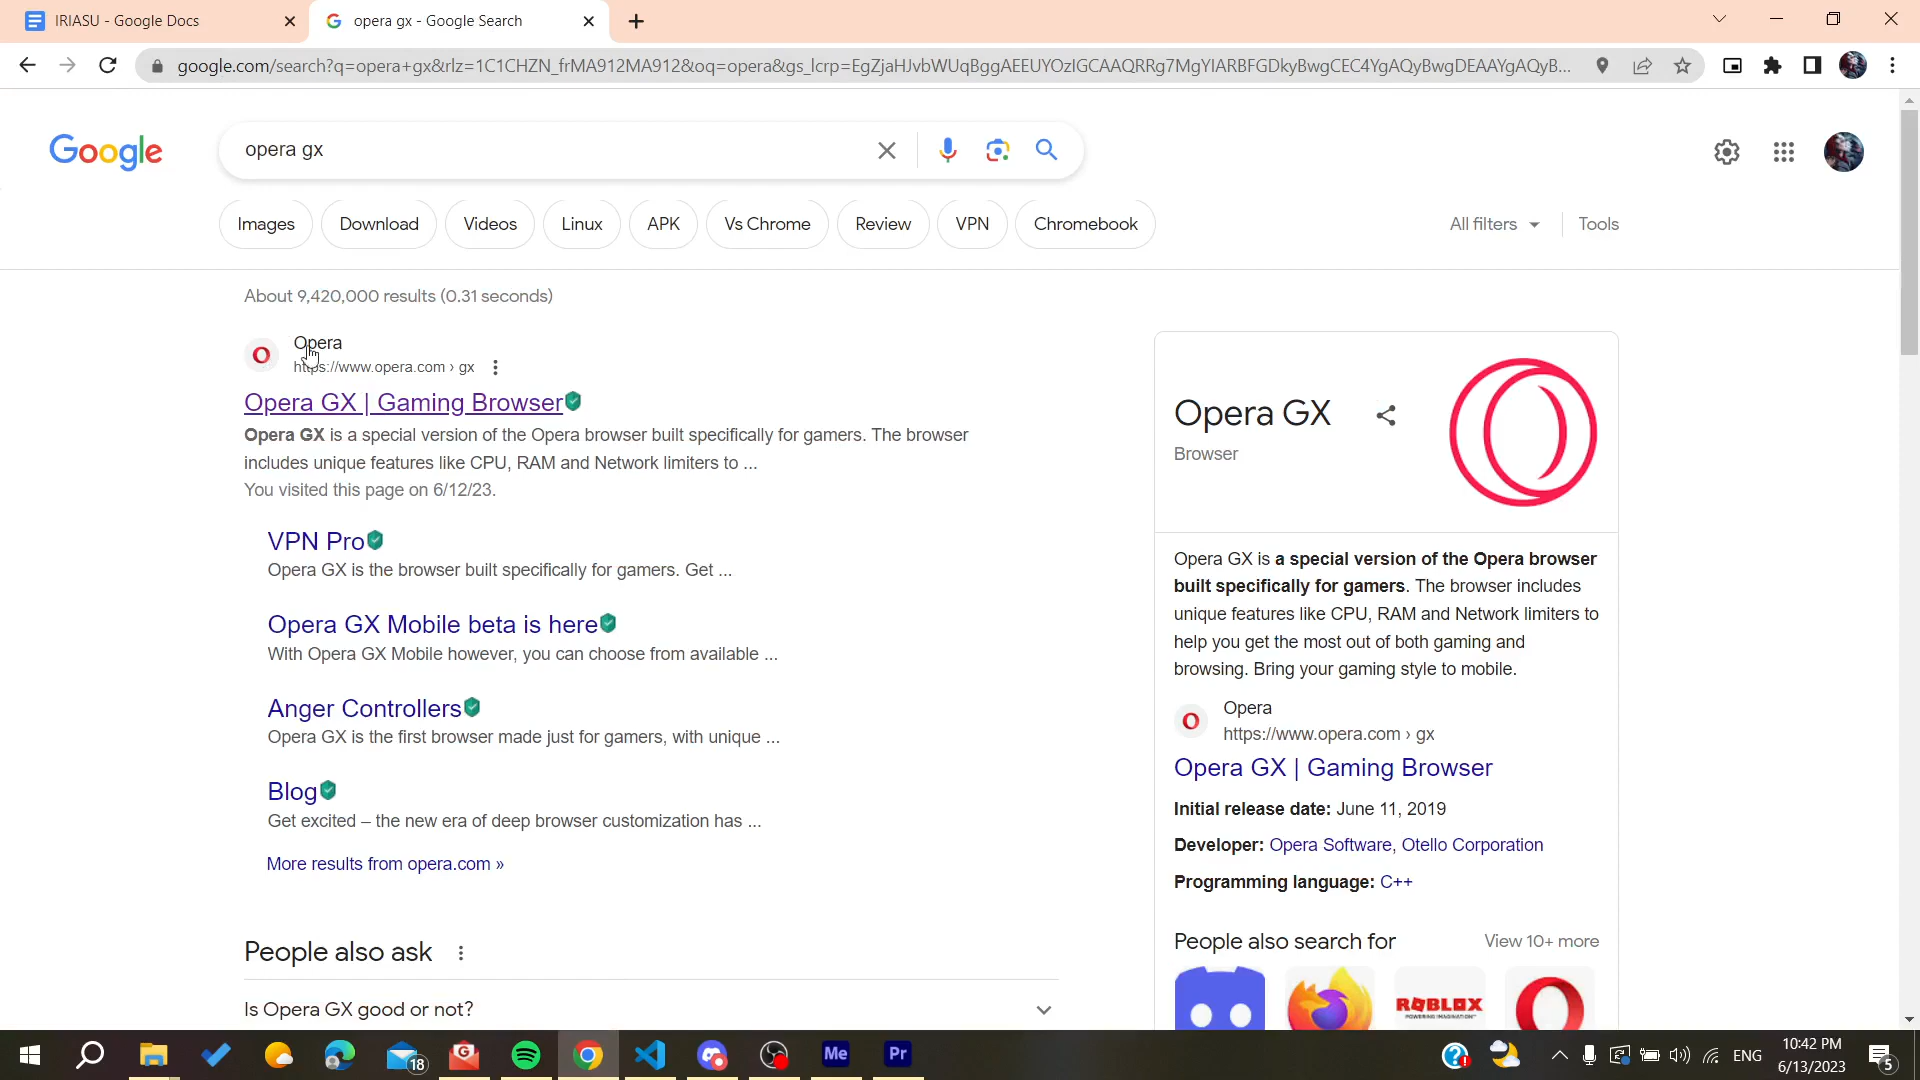 IRIASU - Google Docs
opera gx - Google Search
google.com/search?q=opera+gx&rlz=1C1CHZN_frMA912MA912&oq=opera&gs_lcrp=EgZjaHJvbWUqBggAEEUYOzIGCAAQRRg7MgYIARBFGDkyBwgCEC4YgAQyBwgDEAAYgAQyB...
Google
opera gx
Images
Download
Videos
Linux
APK
Vs Chrome
Review
VPN
Chromebook
All filters
Tools
About 9,420,000 results (0.31 seconds)
Opera
https://www.opera.com › gx
Opera GX | Gaming Browser
Opera GX is a special version of the Opera browser built specifically for gamers. The browser
includes unique features like CPU, RAM and Network limiters to ...
You visited this page on 6/12/23.
VPN Pro
Opera GX is the browser built specifically for gamers. Get ...
Opera GX Mobile beta is here
With Opera GX Mobile however, you can choose from available ...
Anger Controllers
Opera GX is the first browser made just for gamers, with unique ...
Blog
Get excited – the new era of deep browser customization has ...
More results from opera.com »
People also ask
Is Opera GX good or not?
Opera GX
Browser
Opera GX is a special version of the Opera browser
built specifically for gamers. The browser includes
unique features like CPU, RAM and Network limiters to
help you get the most out of both gaming and
browsing. Bring your gaming style to mobile.
Opera
https://www.opera.com › gx
Opera GX | Gaming Browser
Initial release date: June 11, 2019
Developer: Opera Software, Otello Corporation
Programming language: C++
People also search for
View 10+ more
ROBLOX
POWERING IMAGINATION
18
G
Me
Pr
ENG
10:42 PM
6/13/2023
5